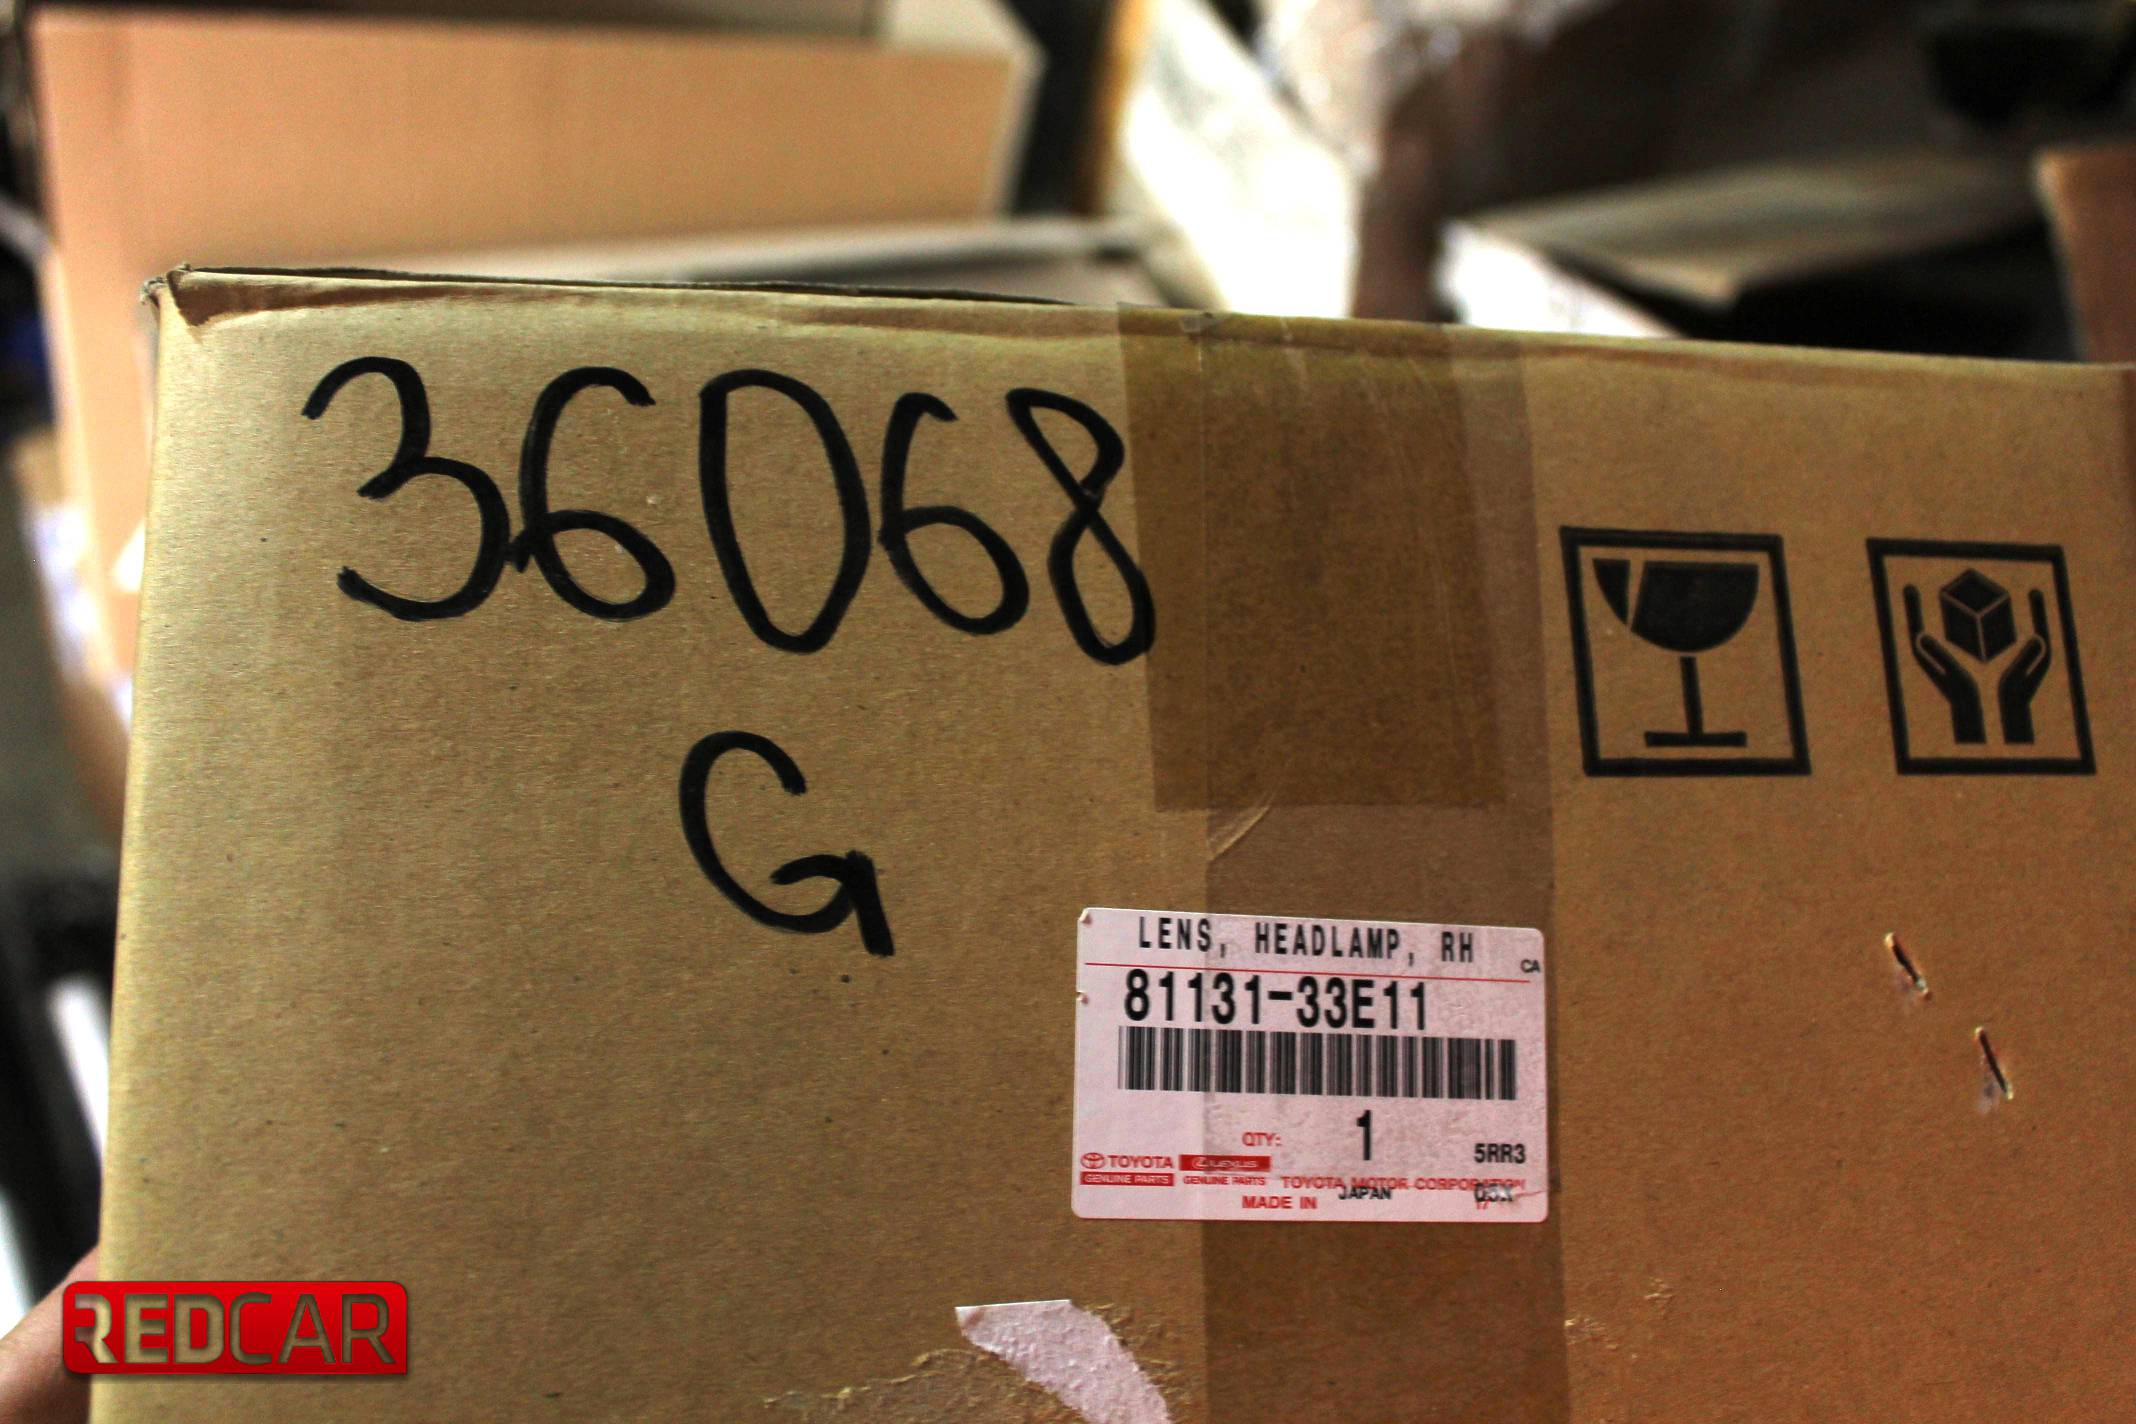 36068
G
LENS, HEADLAMP, RH
CA
81131-33E11
QTY: 1
5RR3
TOYOTA LEXUS
GENUINE PARTS GENUINE PARTS TOYOTA MOTOR CORPORATION
MADE IN JAPAN
REDCAR